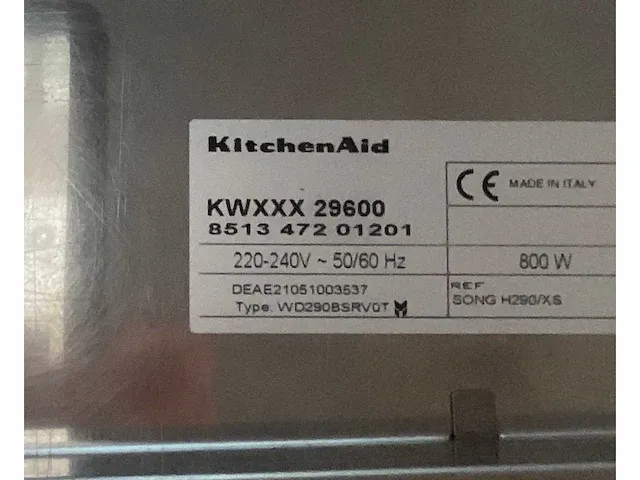 KitchenAid
KWXXX 29600
8513 472 01201
CE MADE IN ITALY
220-240V ~ 50/60 Hz
800 W
DEAE21051003537
Type: WD290BSRV0T
REF
SONG H290/XS